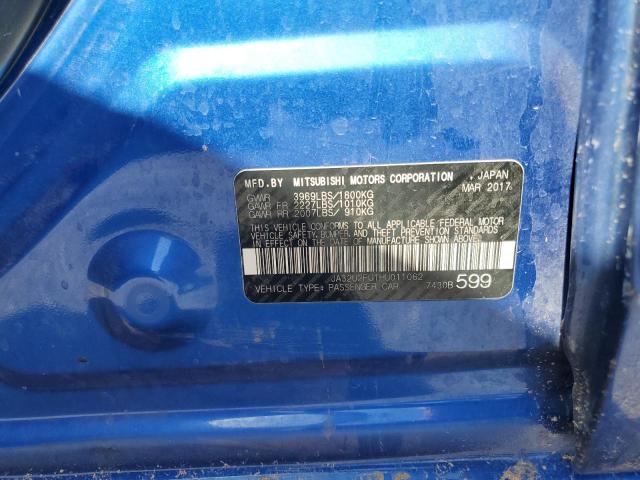 MFD.BY MITSUBISHI MOTORS CORPORATION , JAPAN
MAR 2017
GVWR 3969LBS/1800KG
GAWR FR 2227LBS/1010KG
GAWR RR 2007LBS/ 910KG
THIS VEHICLE CONFORMS TO ALL APPLICABLE FEDERAL MOTOR
VEHICLE SAFETY, BUMPER, AND THEFT PREVENTION STANDARDS
IN EFFECT ON THE DATE OF MANUFACTURE SHOWN ABOVE.
JA32U2FU1HU011062
VEHICLE TYPE: PASSENGER CAR 7430B 599